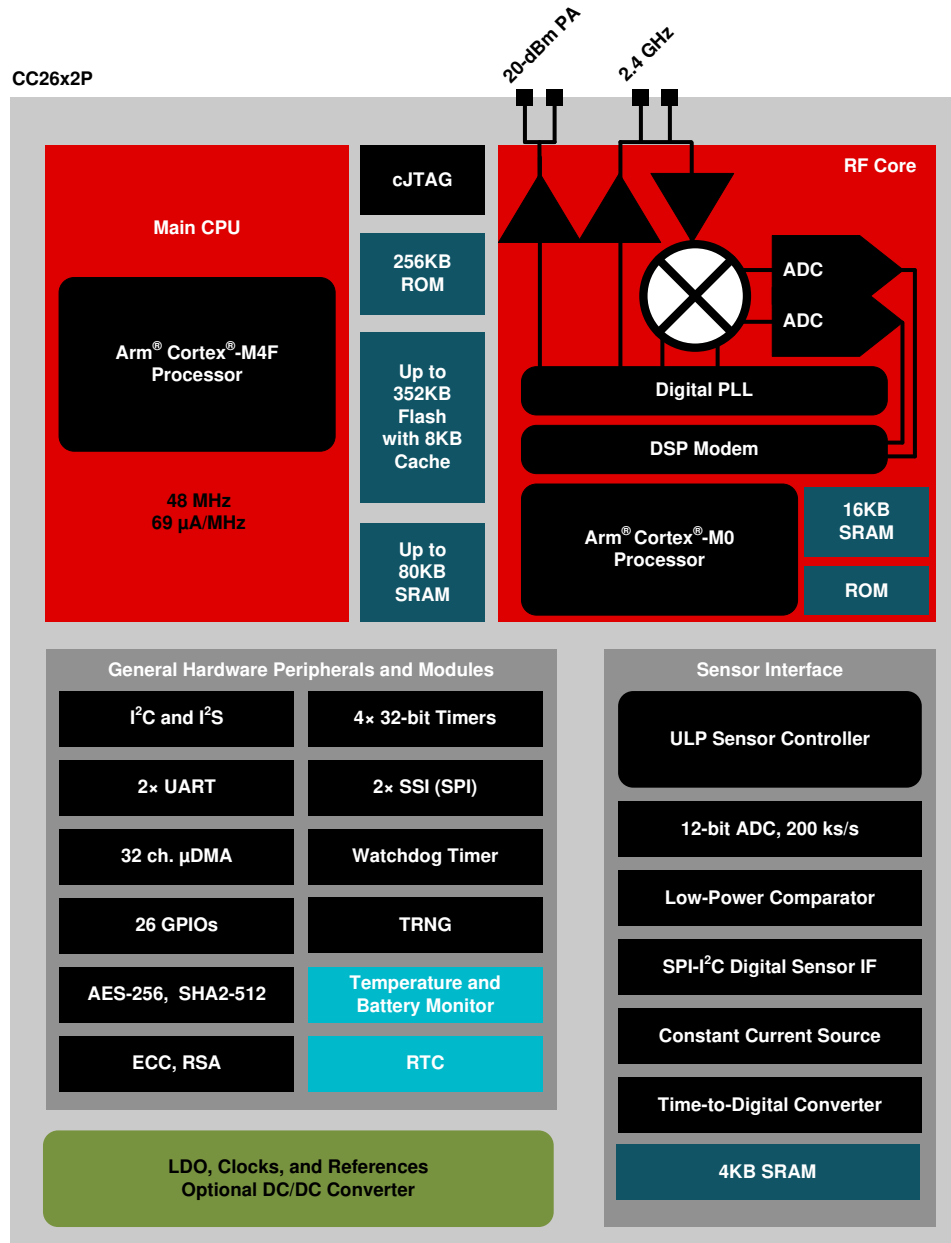 20-dBm PA
2.4 GHz
CC26x2P
Main CPU
Arm® Cortex®-M4F
Processor
48 MHz
69 µA/MHz
cJTAG
256KB
ROM
Up to
352KB
Flash
with 8KB
Cache
Up to
80KB
SRAM
RF Core
ADC
ADC
Digital PLL
DSP Modem
Arm® Cortex®-M0
Processor
16KB
SRAM
ROM
General Hardware Peripherals and Modules
I²C and I²S
4× 32-bit Timers
2× UART
2× SSI (SPI)
32 ch. µDMA
Watchdog Timer
26 GPIOs
TRNG
AES-256, SHA2-512
Temperature and
Battery Monitor
ECC, RSA
RTC
LDO, Clocks, and References
Optional DC/DC Converter
Sensor Interface
ULP Sensor Controller
12-bit ADC, 200 ks/s
Low-Power Comparator
SPI-I²C Digital Sensor IF
Constant Current Source
Time-to-Digital Converter
4KB SRAM